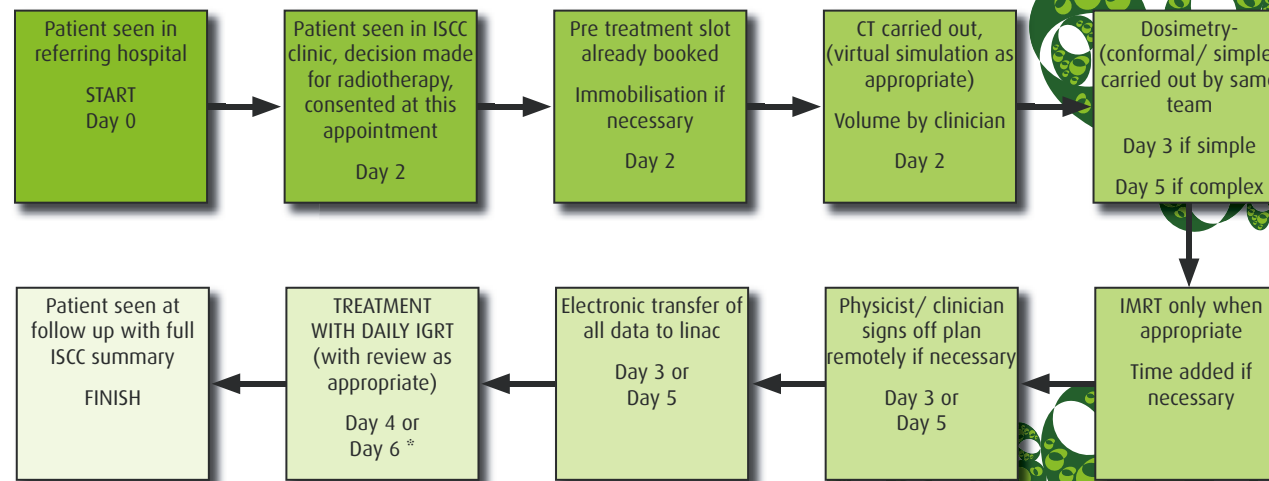 Patient seen in
referring hospital
START
Day 0
Patient seen in ISCC
clinic, decision made
for radiotherapy,
consented at this
appointment
Day 2
Pre treatment slot
already booked
Immobilisation if
necessary
Day 2
CT carried out,
(virtual simulation as
appropriate)
Volume by clinician
Day 2
Dosimetry-
(conformal/ simple
carried out by same
team
Day 3 if simple
Day 5 if complex
IMRT only when
appropriate
Time added if
necessary
Physicist/ clinician
signs off plan
remotely if necessary
Day 3 or
Day 5
Electronic transfer of
all data to linac
Day 3 or
Day 5
TREATMENT
WITH DAILY IGRT
(with review as
appropriate)
Day 4 or
Day 6 *
Patient seen at
follow up with full
ISCC summary
FINISH